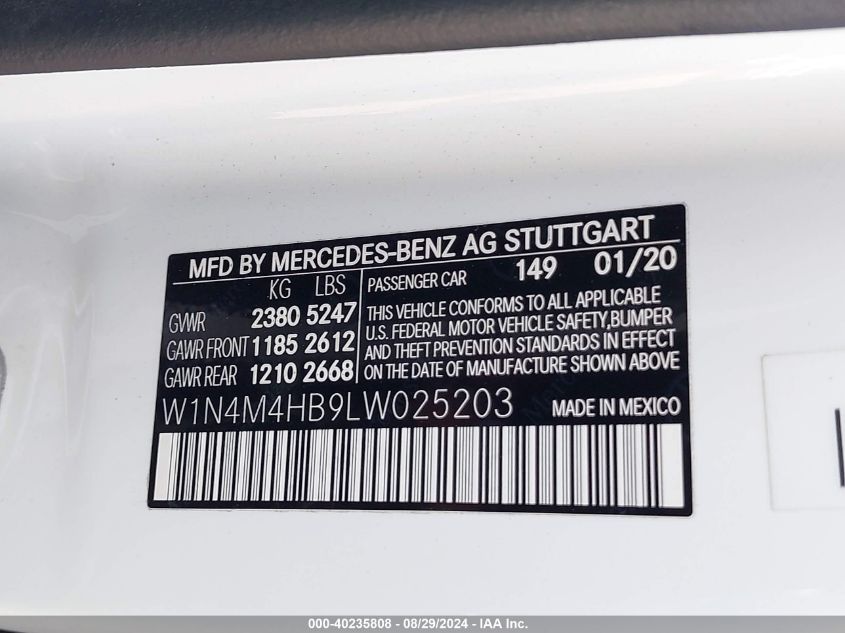 MFD BY MERCEDES-BENZ AG STUTTGART
KG LBS
GVWR 2380 5247
GAWR FRONT 1185 2612
GAWR REAR 1210 2668
PASSENGER CAR 149 01/20
THIS VEHICLE CONFORMS TO ALL APPLICABLE
U.S. FEDERAL MOTOR VEHICLE SAFETY,BUMPER
AND THEFT PREVENTION STANDARDS IN EFFECT
ON THE DATE OF MANUFACTURE SHOWN ABOVE
W1N4M4HB9LW025203 MADE IN MEXICO
000-40235808 - 08/29/2024 - IAA Inc.